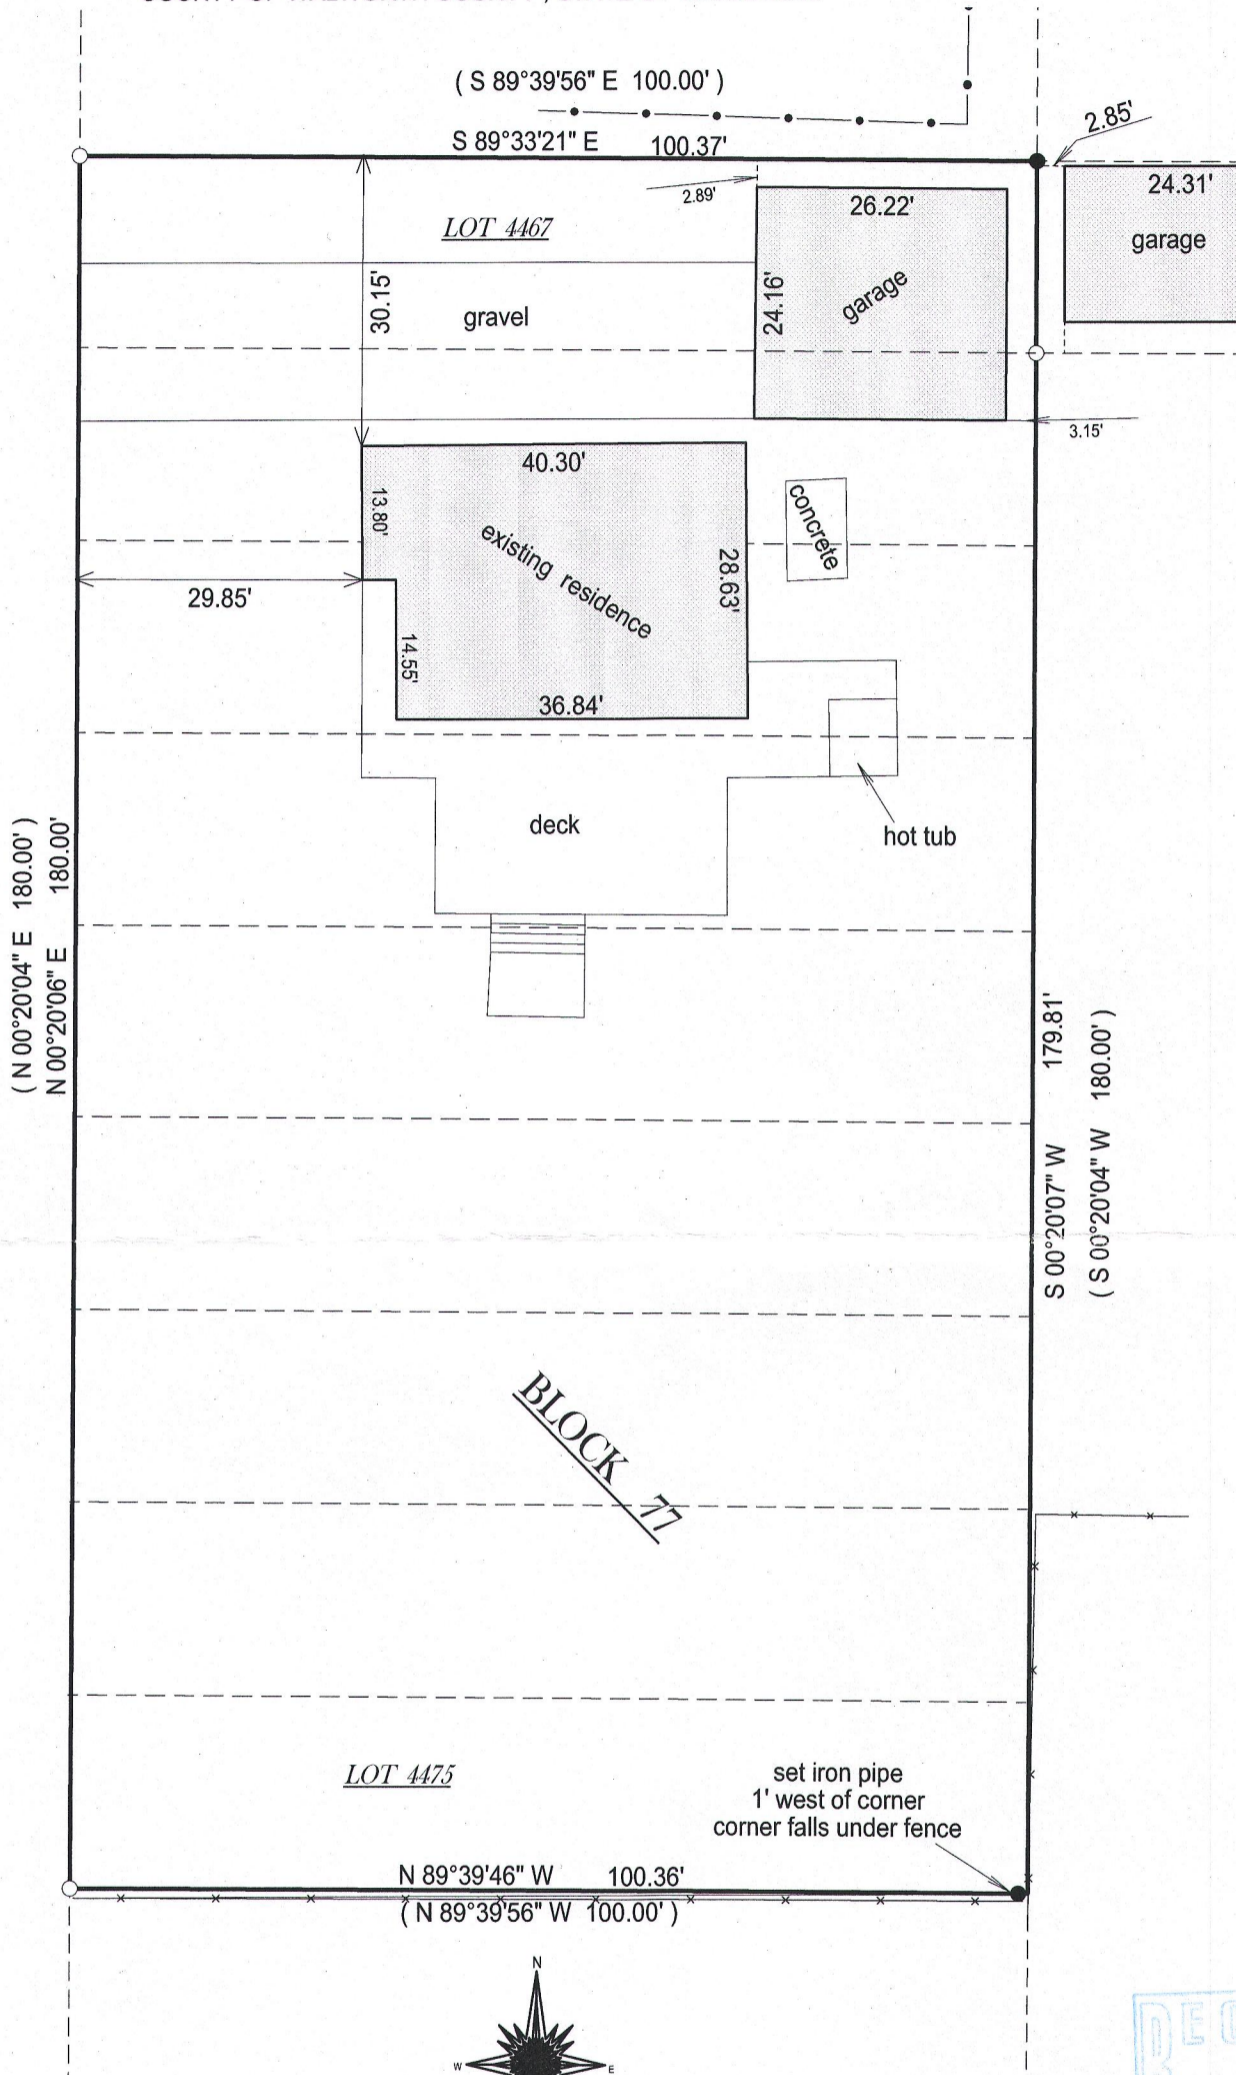 ( S 89°39'56" E 100.00' )
S 89°33'21" E 100.37'
2.85'
24.31'
garage
2.89'
26.22'
LOT 4467
garage
24.16'
30.15'
gravel
3.15'
40.30'
13.80'
existing residence
concrete
28.63'
29.85'
14.55'
36.84'
deck
hot tub
( N 00°20'04" E 180.00' )
N 00°20'06" E 180.00'
S 00°20'07" W 179.81'
( S 00°20'04" W 180.00' )
BLOCK 77
LOT 4475
set iron pipe
1' west of corner
corner falls under fence
N 89°39'46" W 100.36'
( N 89°39'56" W 100.00' )
N
W
E